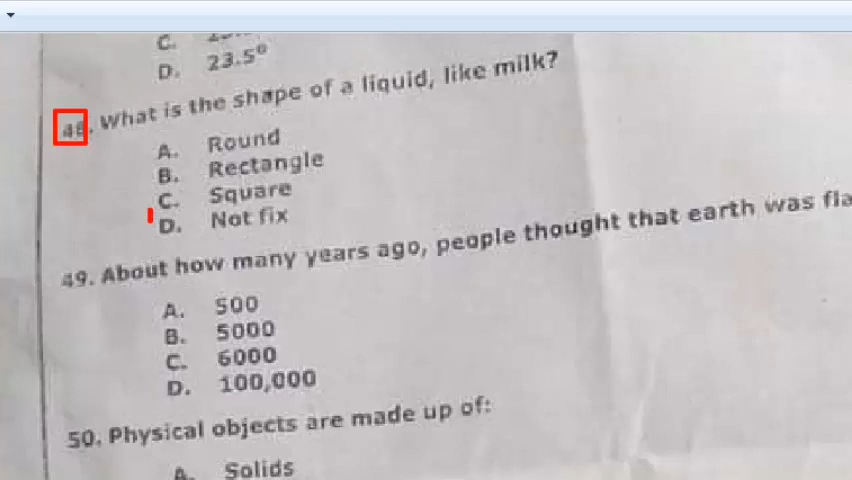 C.
D. 23.5°
48. What is the shape of a liquid, like milk?
A. Round
B. Rectangle
C. Square
D. Not fix
49. About how many years ago, people thought that earth was fla
A. 500
B. 5000
C. 6000
D. 100,000
50. Physical objects are made up of:
A. Solids